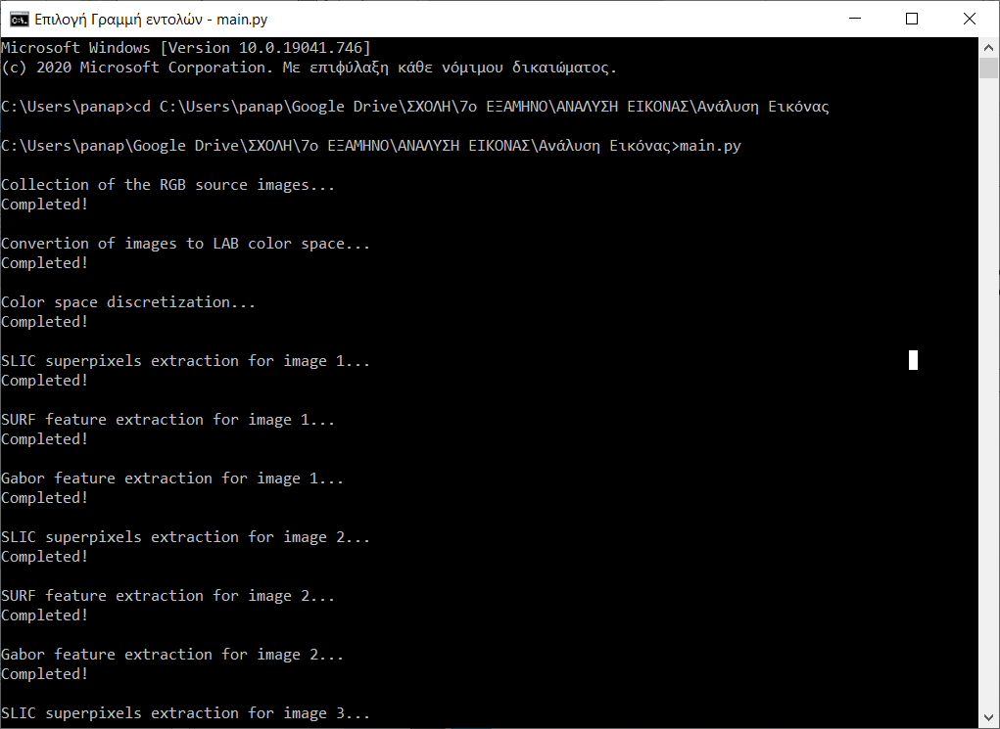 Επιλογή Γραμμή εντολών - main.py
Microsoft Windows [Version 10.0.19041.746]
(c) 2020 Microsoft Corporation. Με επιφύλαξη κάθε νόμιμου δικαιώματος.
C:\Users\panap>cd C:\Users\panap\Google Drive\ΣΧΟΛΗ\7ο ΕΞΑΜΗΝΟ\ΑΝΑΛΥΣΗ ΕΙΚΟΝΑΣ\Ανάλυση Εικόνας
C:\Users\panap\Google Drive\ΣΧΟΛΗ\7ο ΕΞΑΜΗΝΟ\ΑΝΑΛΥΣΗ ΕΙΚΟΝΑΣ\Ανάλυση Εικόνας>main.py
Collection of the RGB source images...
Completed!
Convertion of images to LAB color space...
Completed!
Color space discretization...
Completed!
SLIC superpixels extraction for image 1...
Completed!
SURF feature extraction for image 1...
Completed!
Gabor feature extraction for image 1...
Completed!
SLIC superpixels extraction for image 2...
Completed!
SURF feature extraction for image 2...
Completed!
Gabor feature extraction for image 2...
Completed!
SLIC superpixels extraction for image 3...